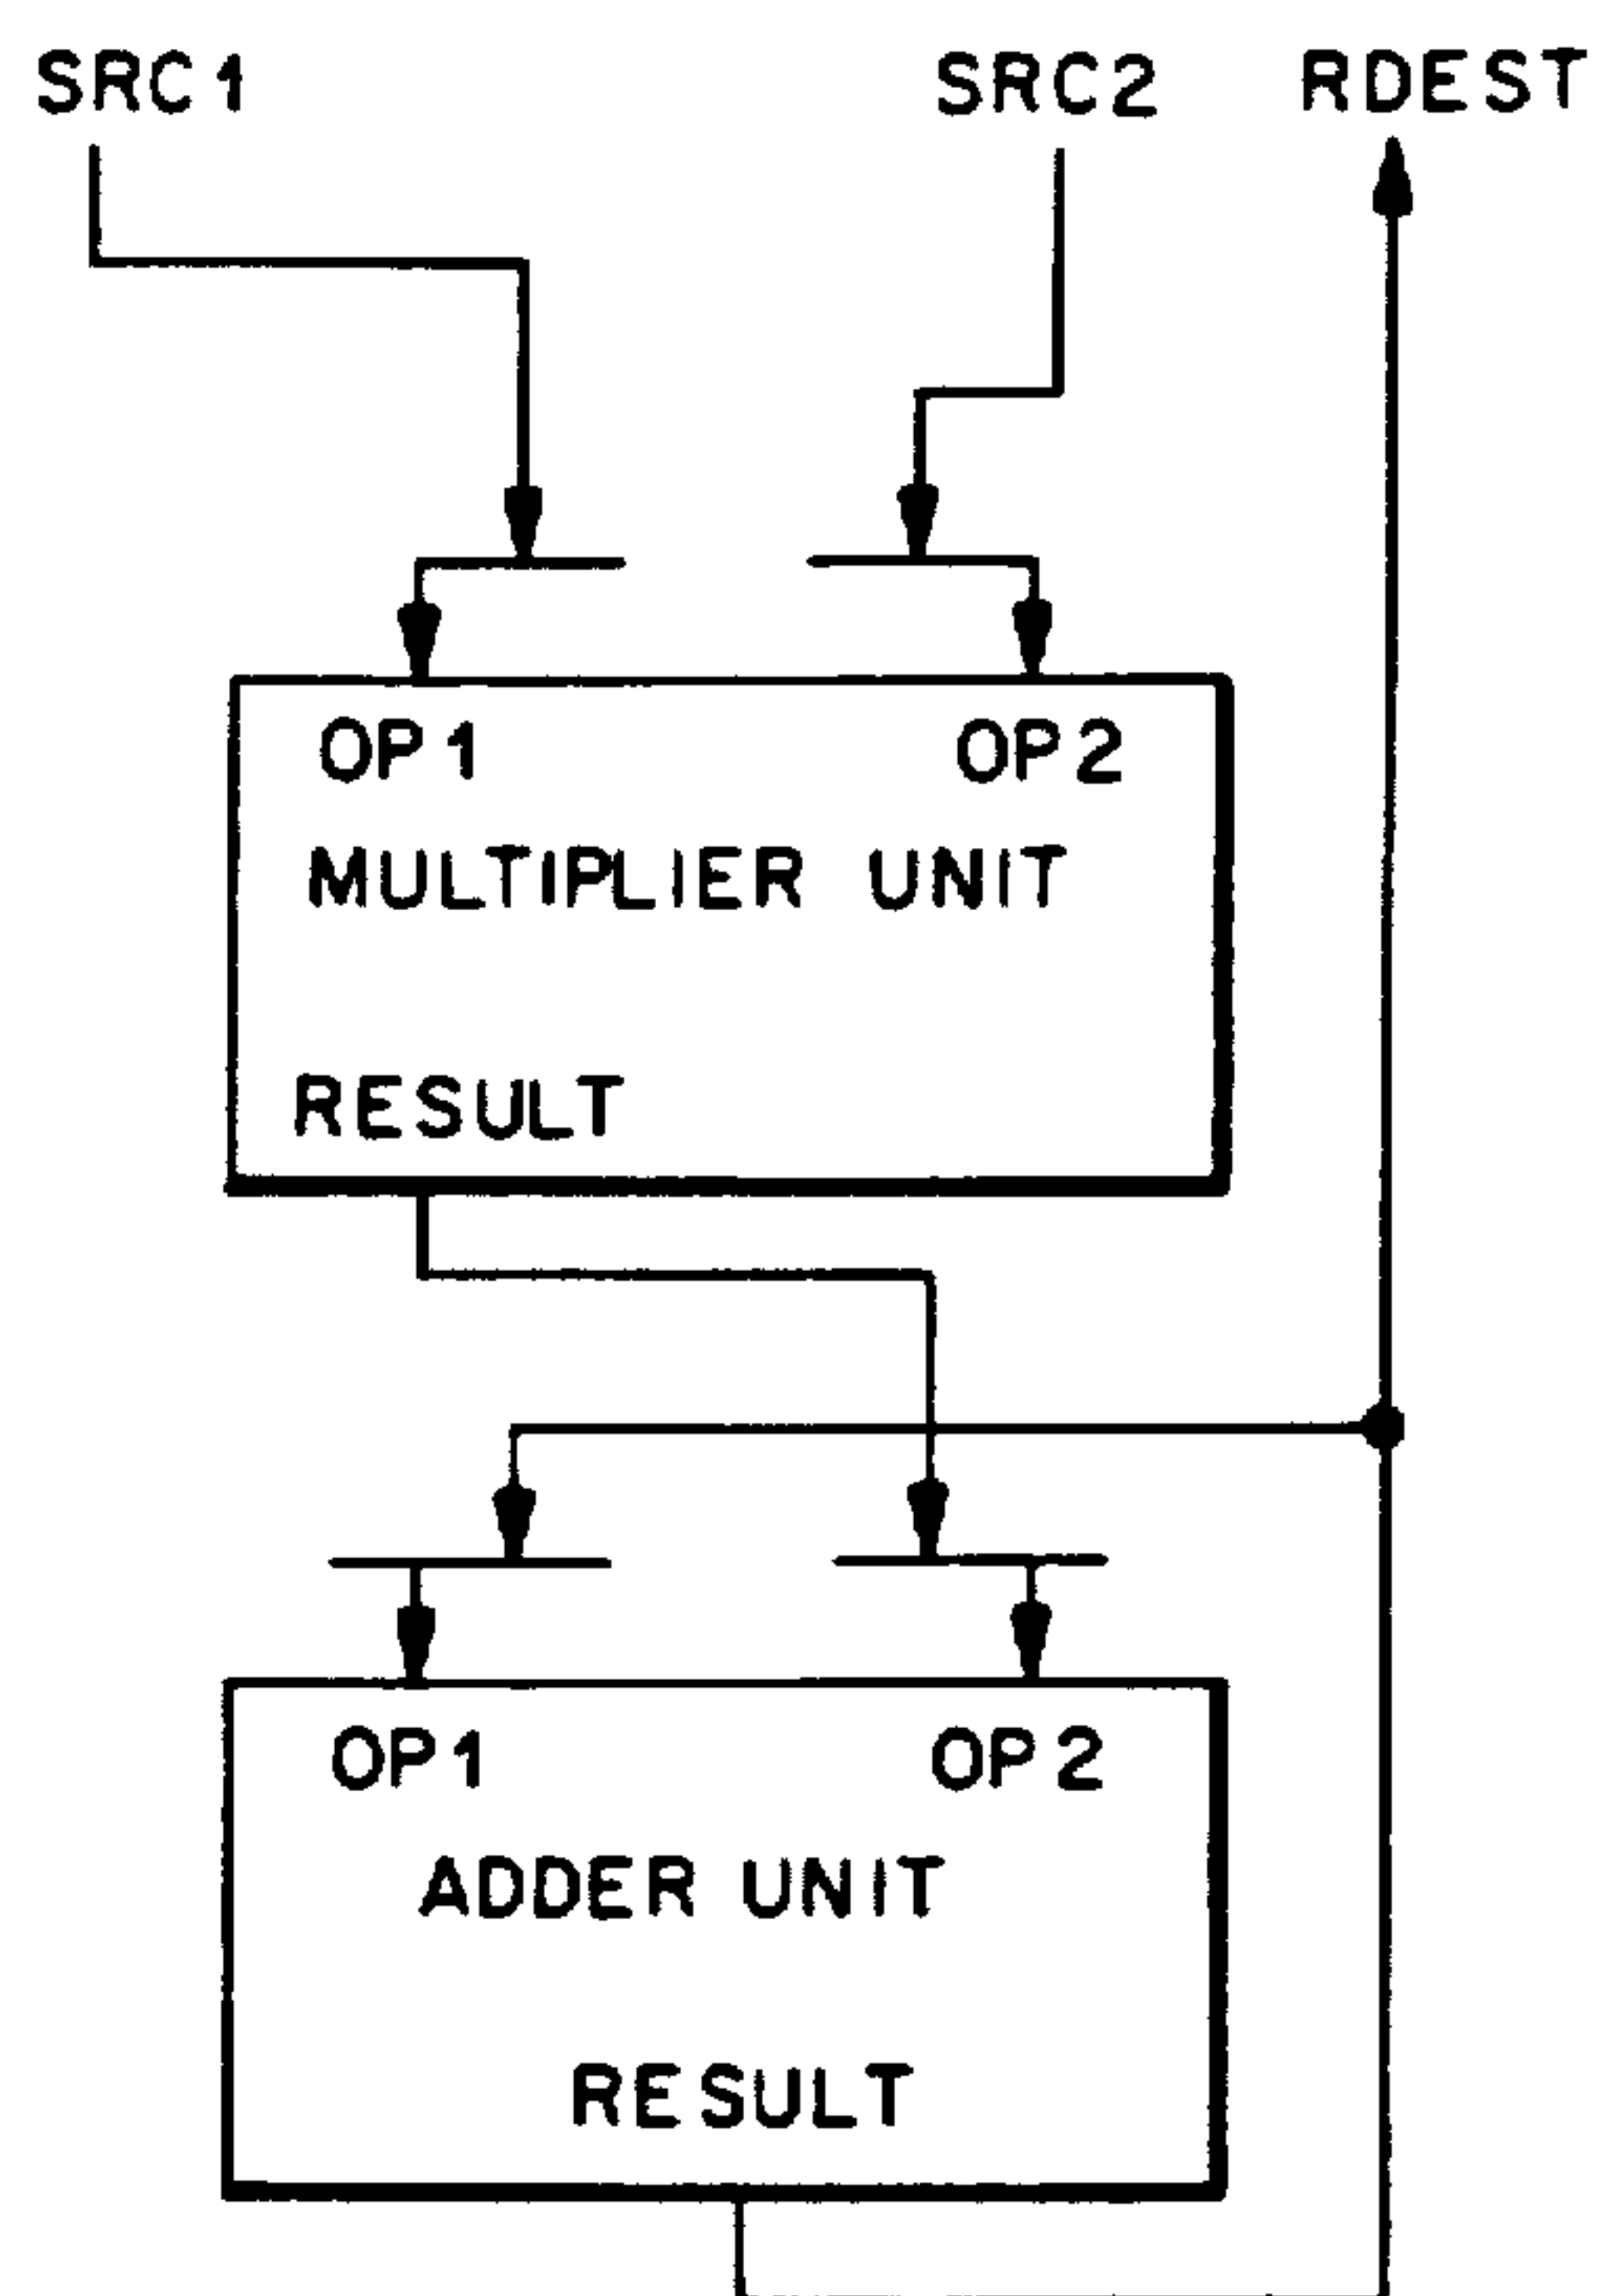 SRC1 SRC2 RDEST
OP1 OP2
MULTIPLIER UNIT
RESULT
OP1 OP2
ADDER UNIT
RESULT